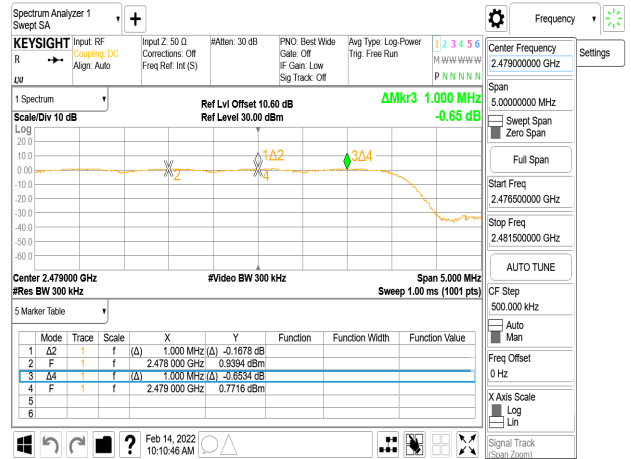 Spectrum Analyzer 1
Swept SA
Frequency
KEYSIGHT
R
Input: RF
Coupling: DC
Align: Auto
Input Z: 50 Ω
Corrections: Off
Freq Ref: Int (S)
#Atten: 30 dB
PNO: Best Wide
Gate: Off
IF Gain: Low
Sig Track: Off
Avg Type: Log-Power
Trig: Free Run
1 2 3 4 5 6
M W W W W W
P N N N N N
Center Frequency
2.479000000 GHz
Settings
Span
5.00000000 MHz
Swept Span
Zero Span
Full Span
Start Freq
2.476500000 GHz
Stop Freq
2.481500000 GHz
AUTO TUNE
CF Step
500.000 kHz
Auto
Man
Freq Offset
0 Hz
X Axis Scale
Log
Lin
Signal Track
(Span Zoom)
1 Spectrum
Scale/Div 10 dB
Log
Ref Lvl Offset 10.60 dB
Ref Level 30.00 dBm
ΔMkr3 1.000 MHz
-0.65 dB
20.0
10.0
0.00
-10.0
-20.0
-30.0
-40.0
-50.0
-60.0
2
1Δ2
4
3Δ4
Center 2.479000 GHz
#Res BW 300 kHz
#Video BW 300 kHz
Span 5.000 MHz
Sweep 1.00 ms (1001 pts)
5 Marker Table
Mode Trace Scale X Y Function Function Width Function Value
1 Δ2 1 f (Δ) 1.000 MHz (Δ) -0.1678 dB
2 F 1 f 2.478 000 GHz 0.9394 dBm
3 Δ4 1 f (Δ) 1.000 MHz (Δ) -0.6534 dB
4 F 1 f 2.479 000 GHz 0.7716 dBm
5
6
Feb 14, 2022
10:10:46 AM